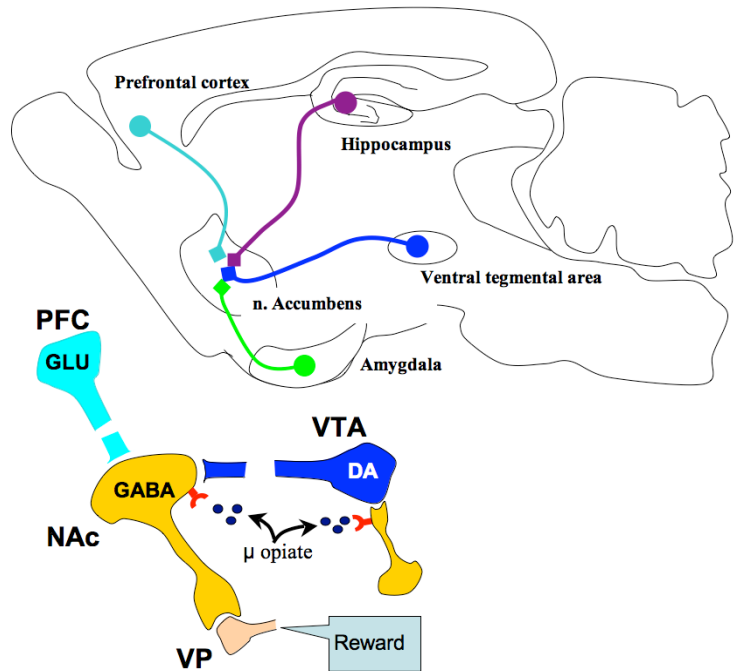 Prefrontal cortex
Hippocampus
Ventral tegmental area
n. Accumbens
Amygdala
PFC
GLU
VTA
DA
GABA
NAc
μ opiate
Reward
VP